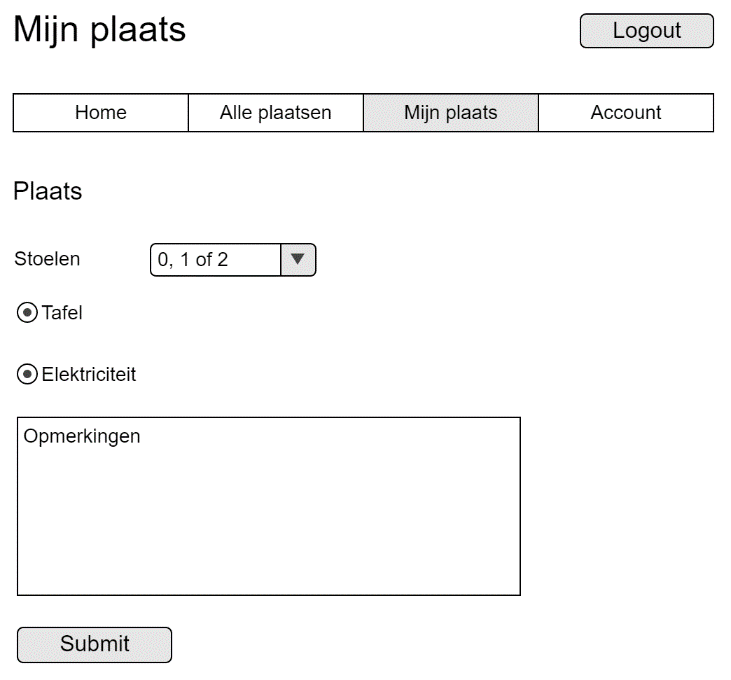 Mijn plaats
Logout
Home Alle plaatsen Mijn plaats Account
Plaats
Stoelen 0, 1 of 2
Tafel
Elektriciteit
Opmerkingen
Submit